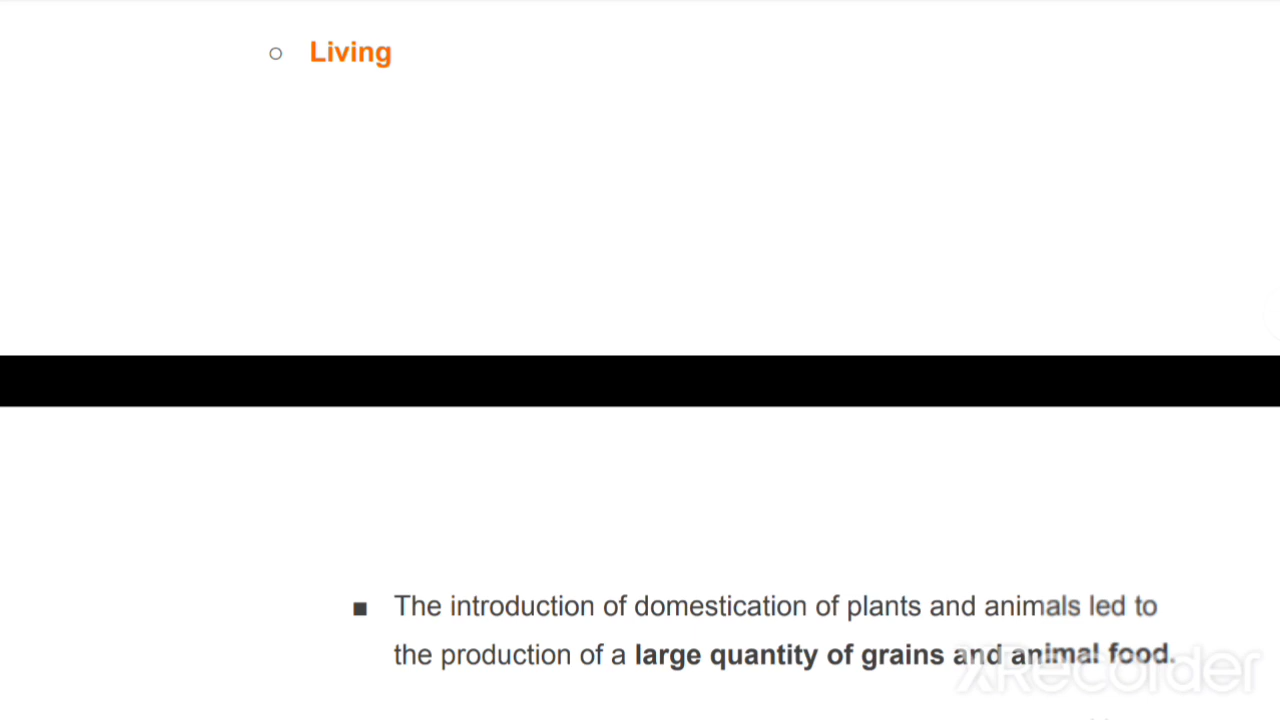 Living
The introduction of domestication of plants and animals led to
the production of a large quantity of grains and animal food.
XRecorder